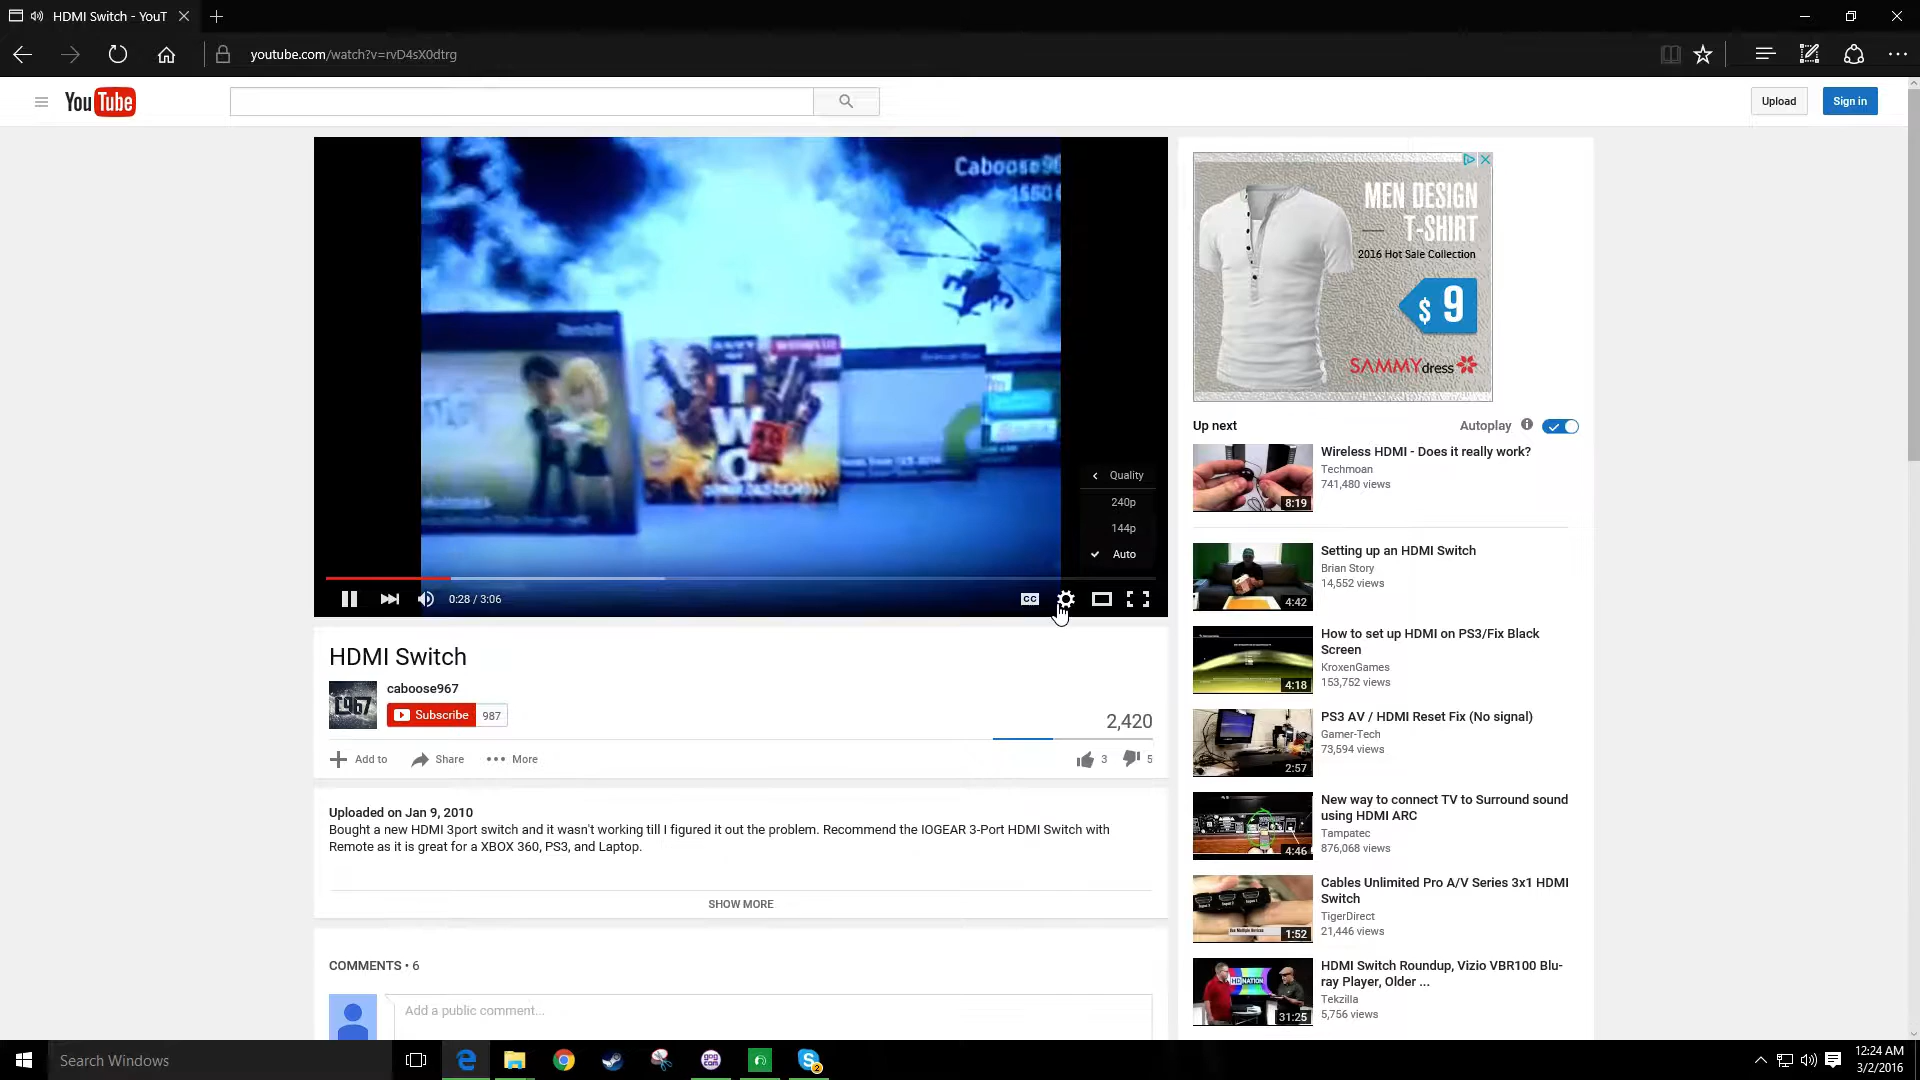 HDMI Switch - YouT
youtube.com/watch?v=rvD4sX0dtrg
YouTube
Upload
Sign in
Caboose96
1550 G
TWO
Quality
240p
144p
Auto
0:28 / 3:06
CC
MEN DESIGN
T-SHIRT
2016 Hot Sale Collection
$ 9
SAMMYdress
HDMI Switch
C967
caboose967
Subscribe 987
2,420
Add to
Share
More
3
5
Uploaded on Jan 9, 2010
Bought a new HDMI 3port switch and it wasn't working till I figured it out the problem. Recommend the IOGEAR 3-Port HDMI Switch with
Remote as it is great for a XBOX 360, PS3, and Laptop.
SHOW MORE
COMMENTS • 6
Add a public comment...
Up next
Autoplay
Wireless HDMI - Does it really work?
Techmoan
741,480 views
8:19
Setting up an HDMI Switch
Brian Story
14,552 views
4:42
How to set up HDMI on PS3/Fix Black
Screen
KroxenGames
153,752 views
4:18
PS3 AV / HDMI Reset Fix (No signal)
Gamer-Tech
73,594 views
2:57
New way to connect TV to Surround sound
using HDMI ARC
Tampatec
876,068 views
4:46
Cables Unlimited Pro A/V Series 3x1 HDMI
Switch
TigerDirect
21,446 views
1:52
HDMI Switch Roundup, Vizio VBR100 Blu-
ray Player, Older ...
Tekzilla
5,756 views
31:25
HD NATION
Search Windows
gog
com
2
12:24 AM
3/2/2016